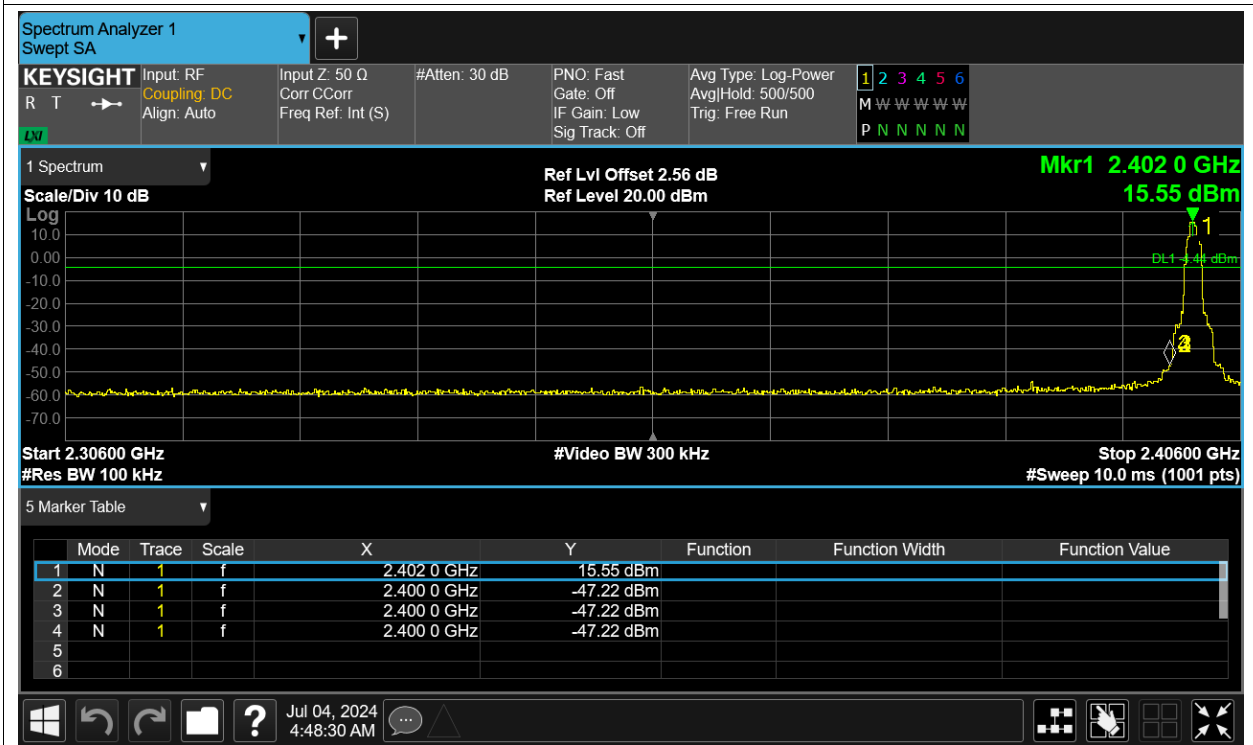 Spectrum Analyzer 1
Swept SA
KEYSIGHT
R T
LXI
Input: RF
Coupling: DC
Align: Auto
Input Z: 50 Ω
Corr CCorr
Freq Ref: Int (S)
#Atten: 30 dB
PNO: Fast
Gate: Off
IF Gain: Low
Sig Track: Off
Avg Type: Log-Power
Avg|Hold: 500/500
Trig: Free Run
1 2 3 4 5 6
M W W W W W
P N N N N N
1 Spectrum
Scale/Div 10 dB
Ref Lvl Offset 2.56 dB
Ref Level 20.00 dBm
Mkr1 2.402 0 GHz
15.55 dBm
Log
10.0
0.00
-10.0
-20.0
-30.0
-40.0
-50.0
-60.0
-70.0
1
DL1 -4.44 dBm
Start 2.30600 GHz
#Res BW 100 kHz
#Video BW 300 kHz
Stop 2.40600 GHz
#Sweep 10.0 ms (1001 pts)
5 Marker Table
Mode Trace Scale X Y Function Function Width Function Value
1 N 1 f 2.402 0 GHz 15.55 dBm
2 N 1 f 2.400 0 GHz -47.22 dBm
3 N 1 f 2.400 0 GHz -47.22 dBm
4 N 1 f 2.400 0 GHz -47.22 dBm
5
6
?
Jul 04, 2024
4:48:30 AM